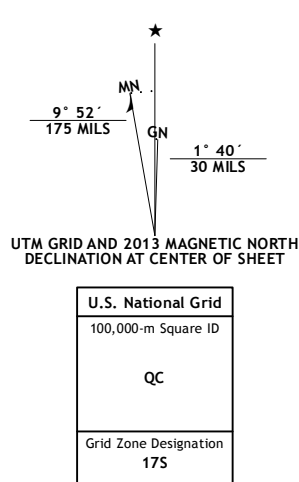 ★
MN
9° 52´
175 MILS
GN
1° 40´
30 MILS
UTM GRID AND 2013 MAGNETIC NORTH
DECLINATION AT CENTER OF SHEET
U.S. National Grid
100,000-m Square ID
QC
Grid Zone Designation
17S